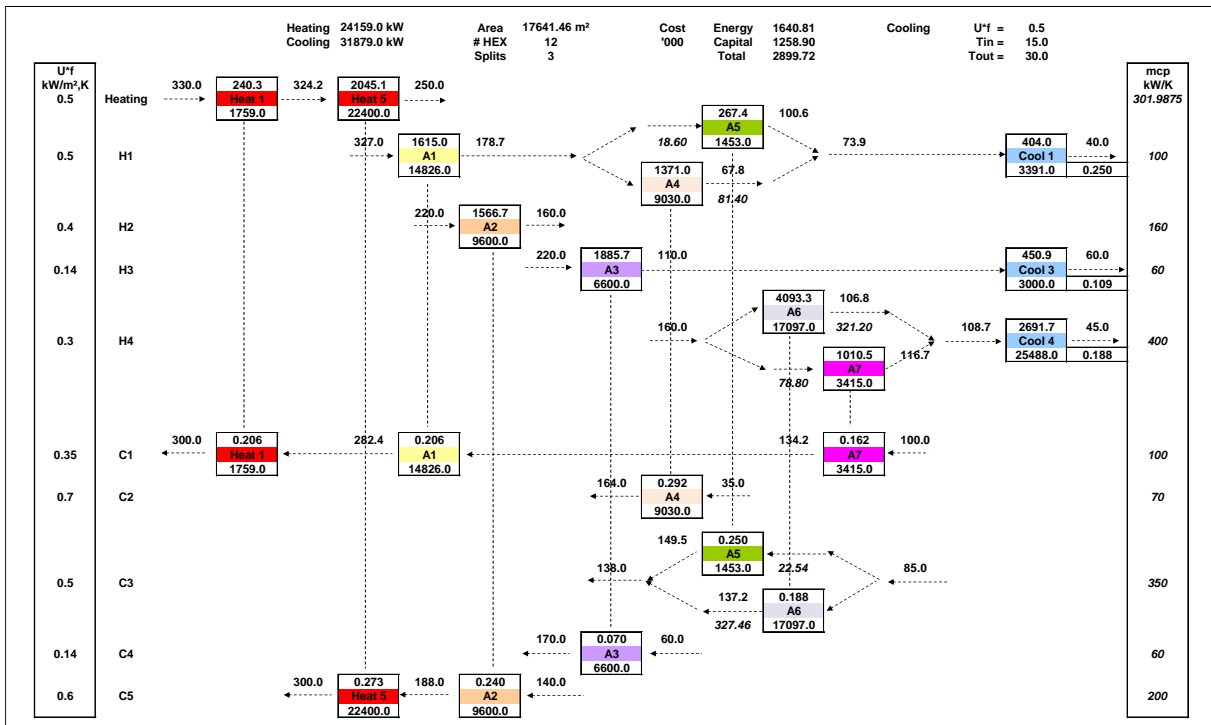 Heating 24159.0 kW Area 17641.46 m² Cost Energy 1640.81 Cooling U*f = 0.5
Cooling 31879.0 kW # HEX 12 '000 Capital 1258.90 Tin = 15.0
Splits 3 Total 2899.72 Tout = 30.0
U*f mcp
kW/m²,K kW/K
330.0 240.3 324.2 2045.1 250.0
0.5 Heating Heat 1 Heat 5 301.9875
1759.0 22400.0
267.4 100.6
A5
18.60 1453.0
327.0 1615.0 178.7 73.9 404.0 40.0
0.5 H1 A1 Cool 1 100
14826.0 3391.0 0.250
1371.0 67.8
A4
9030.0 81.40
220.0 1566.7 160.0
0.4 H2 A2 160
9600.0
220.0 1885.7 110.0 450.9 60.0
0.14 H3 A3 Cool 3 60
6600.0 3000.0 0.109
4093.3 106.8
A6
17097.0 321.20
160.0 108.7 2691.7 45.0
0.3 H4 Cool 4 400
25488.0 0.188
1010.5 116.7
A7
78.80 3415.0
300.0 0.206 282.4 0.206 134.2 0.162 100.0
0.35 C1 Heat 1 A1 A7 100
1759.0 14826.0 3415.0
164.0 0.292 35.0
0.7 C2 A4 70
9030.0
149.5 0.250
A5
1453.0 22.54
138.0 85.0
0.5 C3 350
137.2 0.188
A6
327.46 17097.0
170.0 0.070 60.0
0.14 C4 A3 60
6600.0
300.0 0.273 188.0 0.240 140.0
0.6 C5 Heat 5 A2 200
22400.0 9600.0